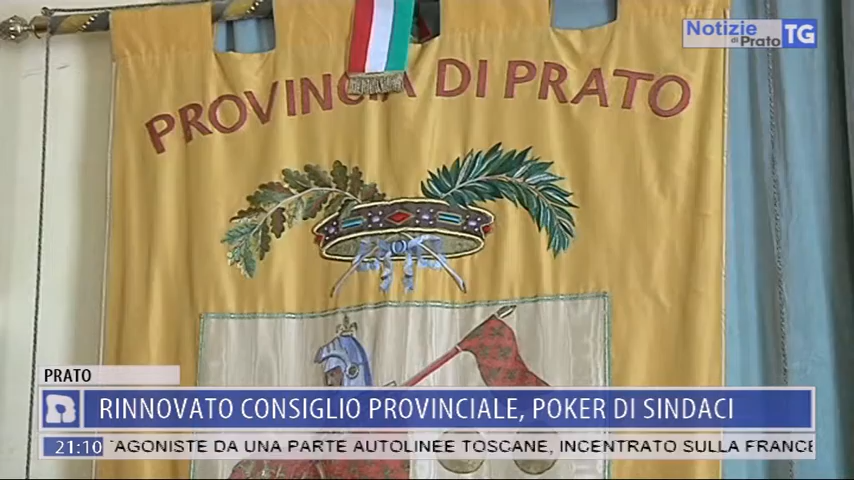 Notizie
di Prato TG
PROVINCIA DI PRATO
PRATO
RINNOVATO CONSIGLIO PROVINCIALE, POKER DI SINDACI
21:10 TAGONISTE DA UNA PARTE AUTOLINEE TOSCANE, INCENTRATO SULLA FRANCE